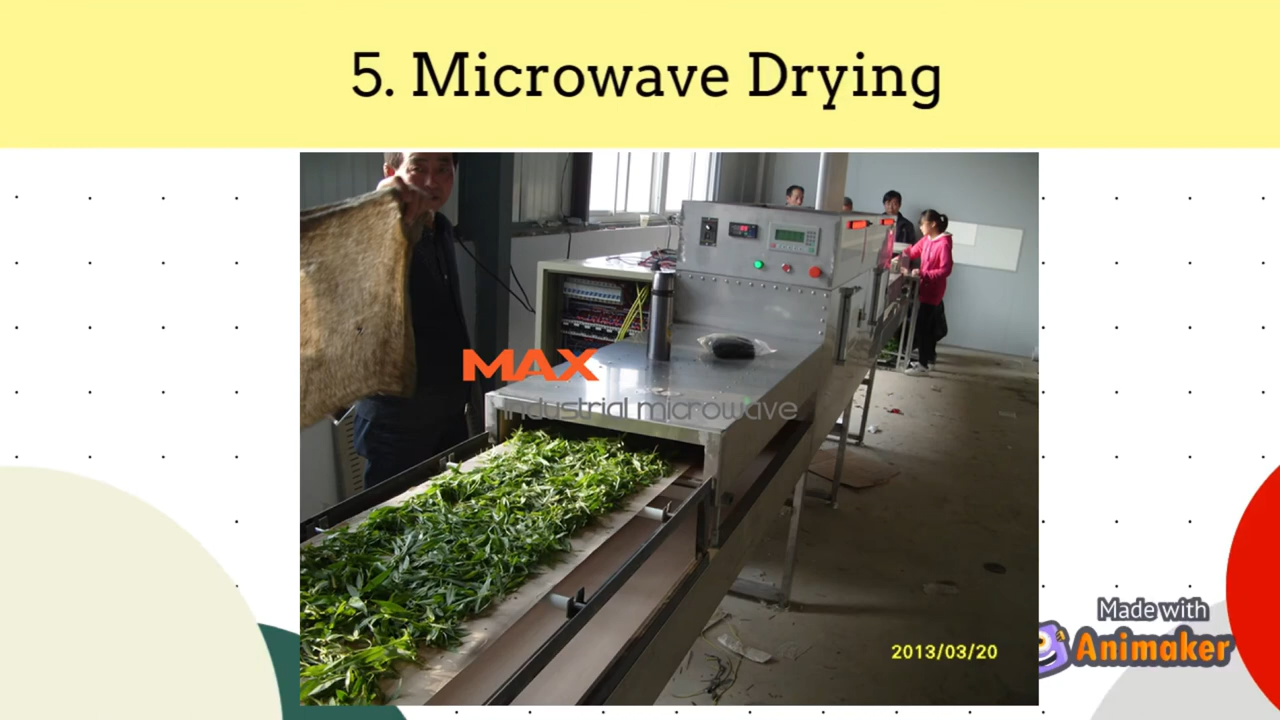 5. Microwave Drying
MAX
industrial microwave
2013/03/20
Made with
Animaker